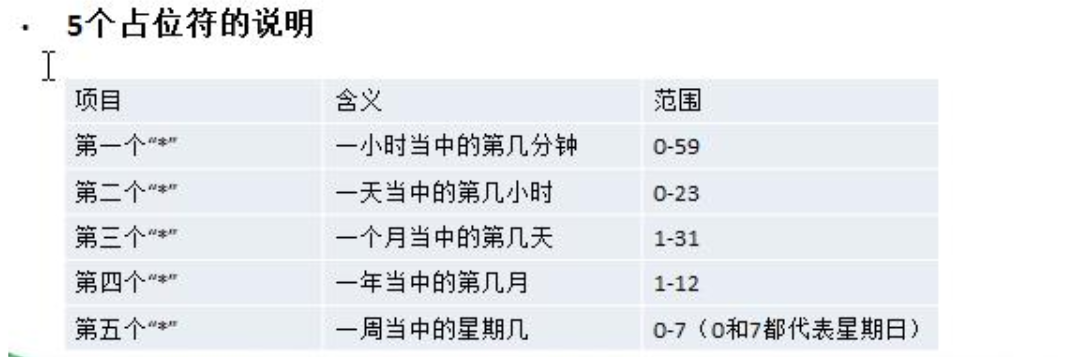 · 5个占位符的说明
项目 含义 范围
第一个“*” 一小时当中的第几分钟 0-59
第二个“*” 一天当中的第几小时 0-23
第三个“*” 一个月当中的第几天 1-31
第四个“*” 一年当中的第几月 1-12
第五个“*” 一周当中的星期几 0-7（0和7都代表星期日）